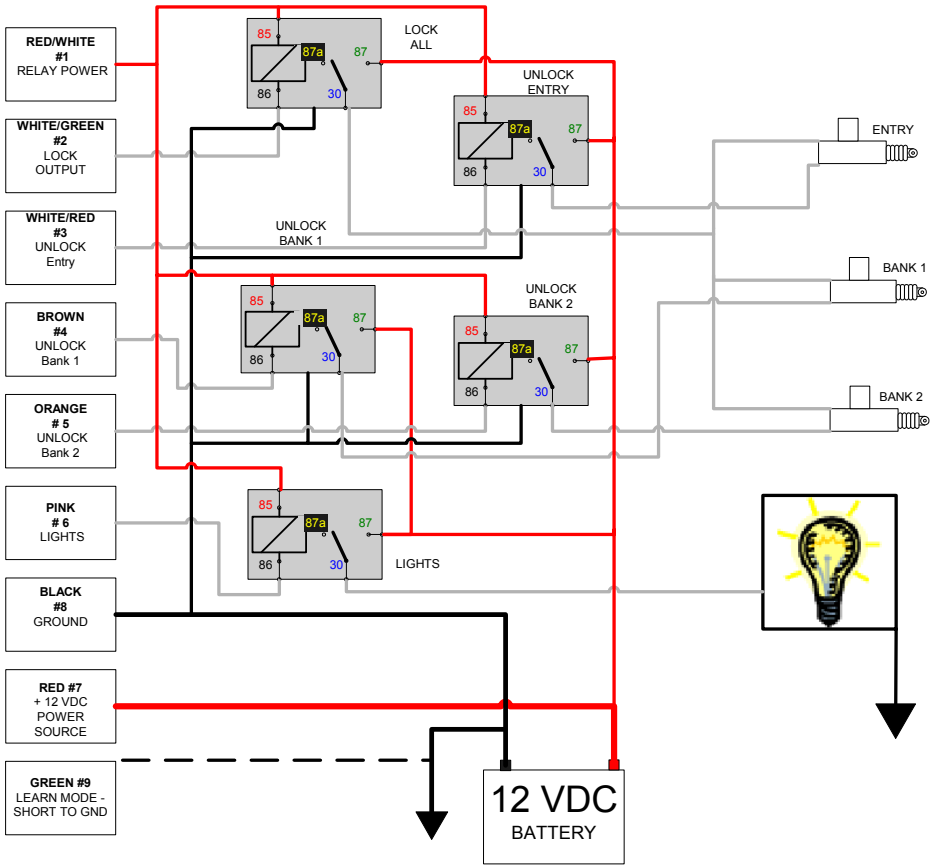 RED/WHITE
#1
RELAY POWER
WHITE/GREEN
#2
LOCK
OUTPUT
WHITE/RED
#3
UNLOCK
Entry
BROWN
#4
UNLOCK
Bank 1
ORANGE
# 5
UNLOCK
Bank 2
PINK
# 6
LIGHTS
BLACK
#8
GROUND
RED #7
+ 12 VDC
POWER
SOURCE
GREEN #9
LEARN MODE -
SHORT TO GND
LOCK
ALL
85
87a
87
86
30
UNLOCK
ENTRY
85
87a
87
86
30
UNLOCK
BANK 1
85
87a
87
86
30
UNLOCK
BANK 2
85
87a
87
86
30
85
87a
87
86
30
LIGHTS
ENTRY
BANK 1
BANK 2
12 VDC
BATTERY